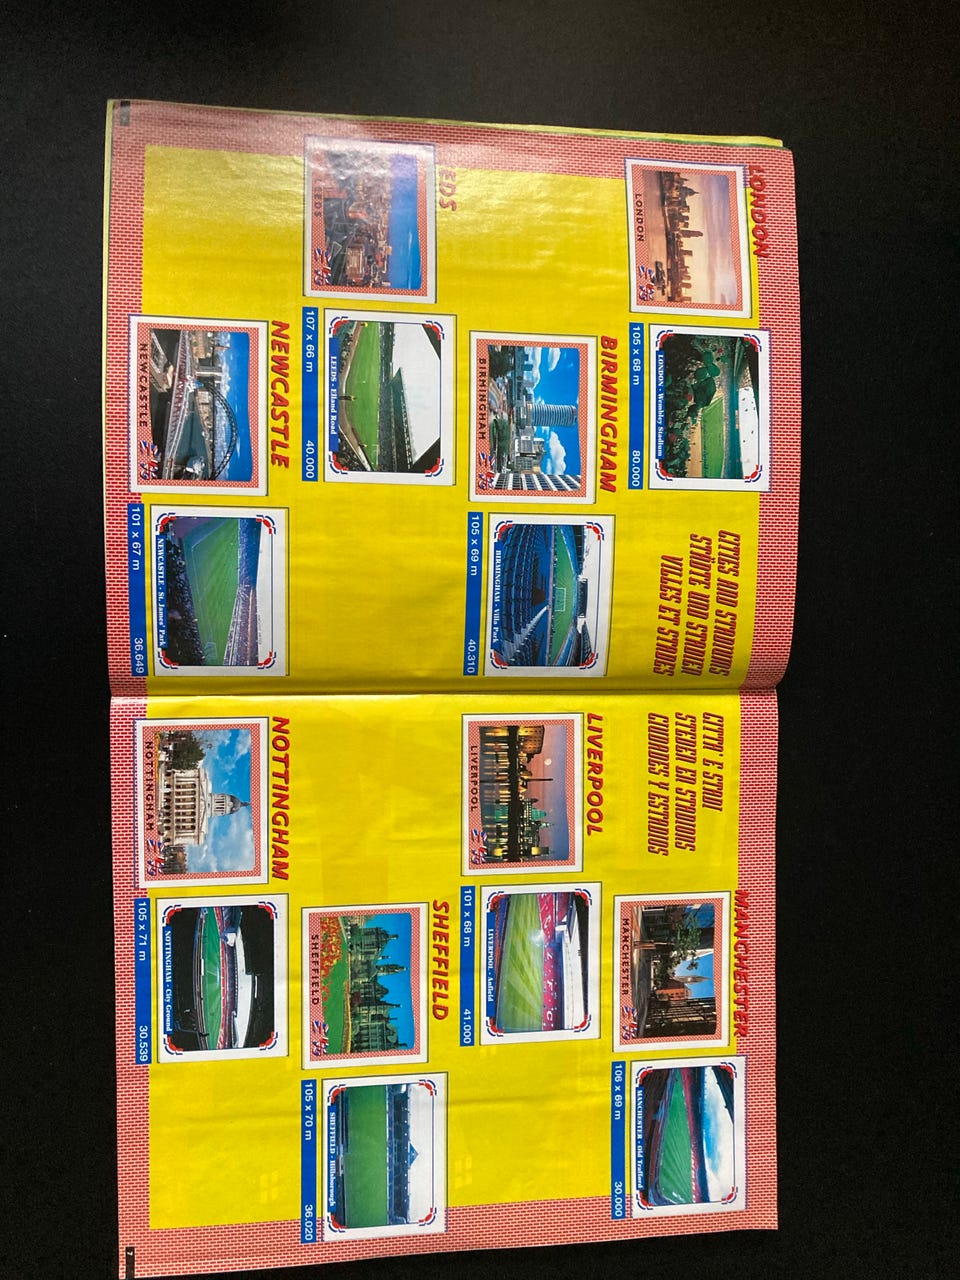 LONDON
LONDON
LONDON - Wembley Stadium
105 x 68 m
80.000
CITIES AND STADIUMS
STÄDTE UND STADIEN
VILLES ET STADES
BIRMINGHAM
BIRMINGHAM
BIRMINGHAM - Villa Park
105 x 69 m
40.310
EDS
EEDS
LEEDS - Elland Road
107 x 66 m
40.000
NEWCASTLE
NEWCASTLE
NEWCASTLE - St. James' Park
101 x 67 m
36.649
CITTA' E STADI
STEDEN EN STADIONS
CIUDADES Y ESTADIOS
MANCHESTER
MANCHESTER
MANCHESTER - Old Trafford
106 x 69 m
30.000
LIVERPOOL
LIVERPOOL
LIVERPOOL - Anfield
101 x 68 m
41.000
SHEFFIELD
SHEFFIELD
SHEFFIELD - Hillsborough
105 x 70 m
36.020
NOTTINGHAM
NOTTINGHAM
NOTTINGHAM - City Ground
105 x 71 m
30.539
7